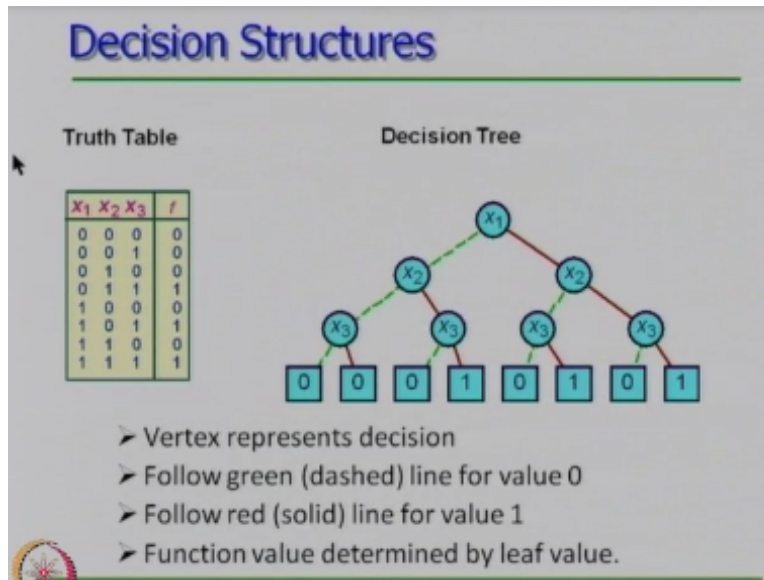 Decision Structures
Truth Table
Decision Tree
x1 x2 x3 f
0 0 0 0
0 0 1 0
0 1 0 0
0 1 1 1
1 0 0 0
1 0 1 1
1 1 0 0
1 1 1 1
x1
x2 x2
x3 x3 x3 x3
0 0 0 1 0 1 0 1
➤ Vertex represents decision
➤ Follow green (dashed) line for value 0
➤ Follow red (solid) line for value 1
➤ Function value determined by leaf value.